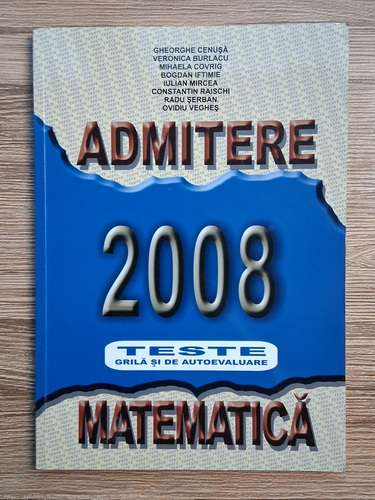 GHEORGHE CENUȘĂ
VERONICA BURLACU
MIHAELA COVRIG
BOGDAN IFTIMIE
IULIAN MIRCEA
CONSTANTIN RAISCHI
RADU ȘERBAN
OVIDIU VEGHEȘ
ADMITERE
2008
TESTE
GRILĂ ȘI DE AUTOEVALUARE
MATEMATICĂ